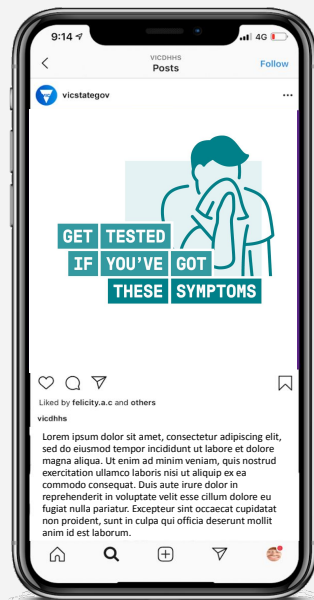 9:14
4G
VICDHHS
Posts
Follow
vicstategov
GET TESTED
IF YOU'VE GOT
THESE SYMPTOMS
Liked by felicity.a.c and others
vicdhhs
Lorem ipsum dolor sit amet, consectetur adipiscing elit,
sed do eiusmod tempor incididunt ut labore et dolore
magna aliqua. Ut enim ad minim veniam, quis nostrud
exercitation ullamco laboris nisi ut aliquip ex ea
commodo consequat. Duis aute irure dolor in
reprehenderit in voluptate velit esse cillum dolore eu
fugiat nulla pariatur. Excepteur sint occaecat cupidatat
non proident, sunt in culpa qui officia deserunt mollit
anim id est laborum.